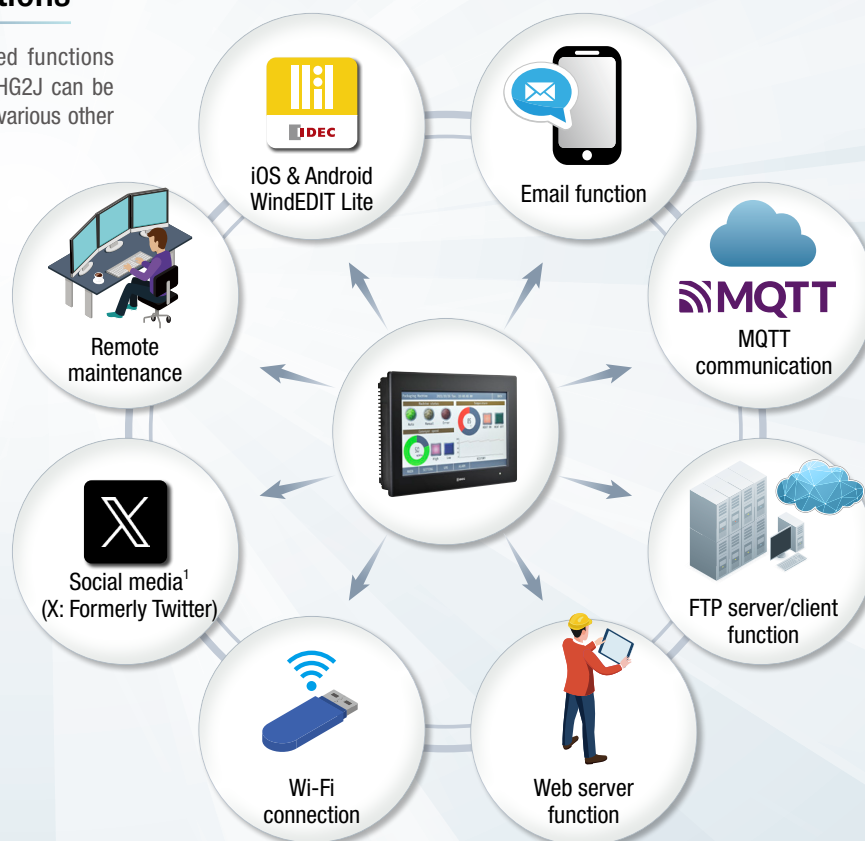 tions
ed functions
HG2J can be
various other
IDEC
iOS & Android
WindEDIT Lite
Email function
Remote
maintenance
MQTT
MQTT
communication
Social media¹
(X: Formerly Twitter)
FTP server/client
function
Wi-Fi
connection
Web server
function